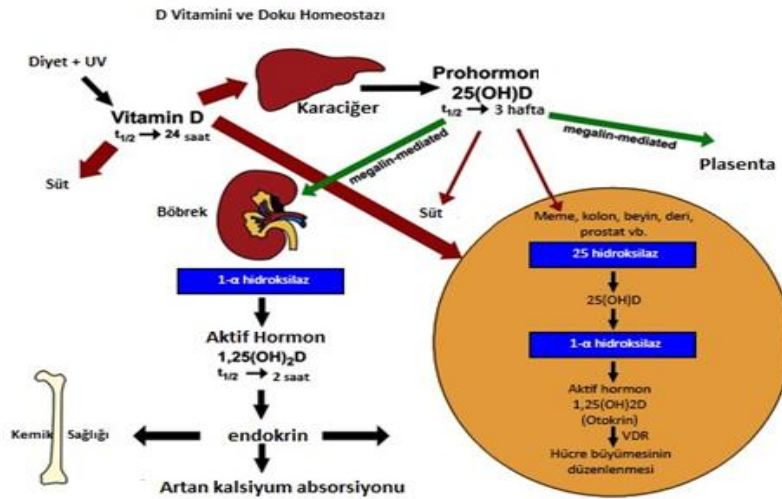 D Vitamini ve Doku Homeostazı
Diyet + UV
Vitamin D
t1/2 → 24 saat
Süt
Karaciğer
Prohormon
25(OH)D
t1/2 → 3 hafta
megalin-mediated
Plasenta
megalin-mediated
Böbrek
Süt
1-α hidroksilaz
Aktif Hormon
1,25(OH)2D
t1/2 → 2 saat
endokrin
Kemik Sağlığı
Artan kalsiyum absorsiyonu
Meme, kolon, beyin, deri,
prostat vb.
25 hidroksilaz
25(OH)D
1-α hidroksilaz
Aktif hormon
1,25(OH)2D
(Otokrin)
VDR
Hücre büyümesinin
düzenlenmesi